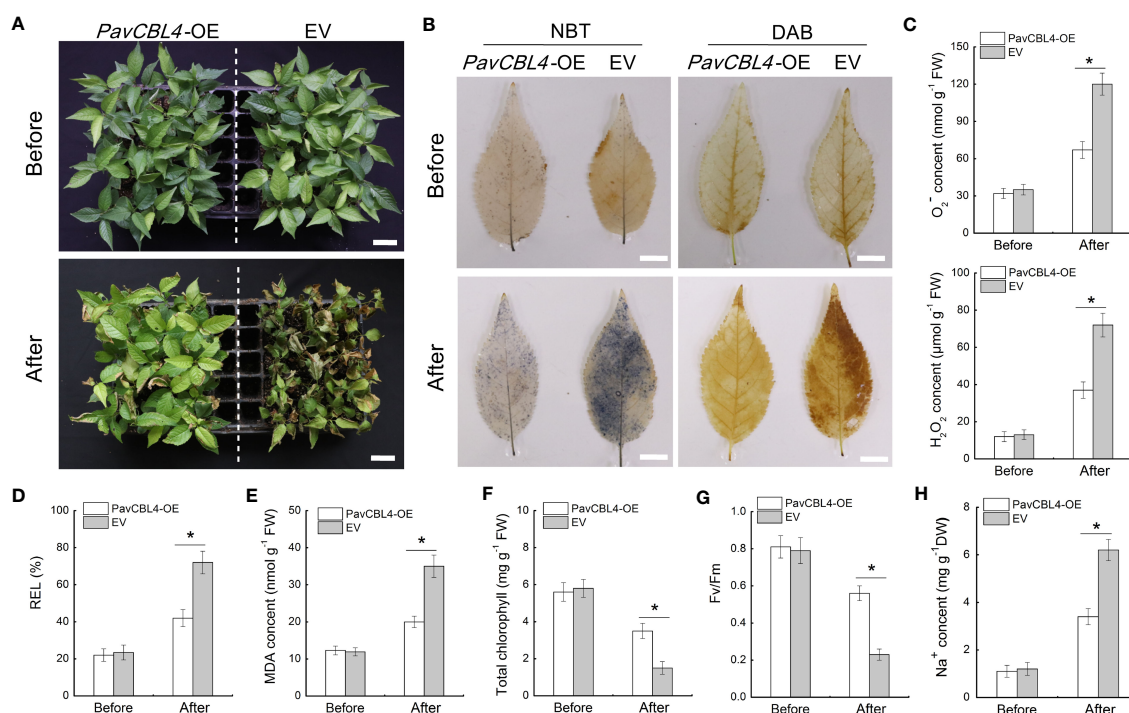 A
PavCBL4-OE EV
Before
After
B
NBT DAB
PavCBL4-OE EV PavCBL4-OE EV
Before
After
C
PavCBL4-OE
EV
*
O₂⁻ concent (nmol g⁻¹ FW)
150
120
90
60
30
0
Before After
PavCBL4-OE
EV
*
H₂O₂ concent (μmol g⁻¹ FW)
100
80
60
40
20
0
Before After
D
PavCBL4-OE
EV
*
REL (%)
100
80
60
40
20
0
Before After
E
PavCBL4-OE
EV
*
MDA concent (nmol g⁻¹ FW)
50
40
30
20
10
0
Before After
F
PavCBL4-OE
EV
*
Total chlorophyll (mg g⁻¹ FW)
10
8
6
4
2
0
Before After
G
PavCBL4-OE
EV
*
Fv/Fm
1.0
0.8
0.6
0.4
0.2
0.0
Before After
H
PavCBL4-OE
EV
*
Na⁺ concent (mg g⁻¹DW)
8
6
4
2
0
Before After